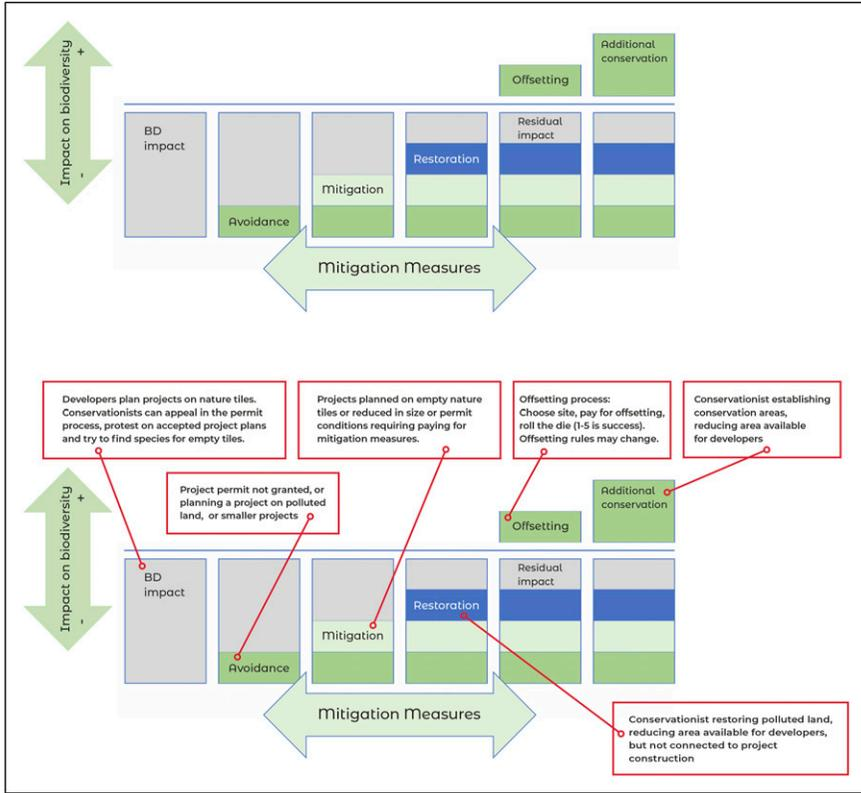 Impact on biodiversity
+
-
Additional
conservation
Offsetting
BD
impact
Avoidance
Mitigation
Restoration
Residual
impact
Mitigation Measures
Developers plan projects on nature tiles.
Conservationists can appeal in the permit
process, protest on accepted project plans
and try to find species for empty tiles.
Projects planned on empty nature
tiles or reduced in size or permit
conditions requiring paying for
mitigation measures.
Offsetting process:
Choose site, pay for offsetting,
roll the die (1-5 is success).
Offsetting rules may change.
Conservationist establishing
conservation areas,
reducing area available
for developers
Project permit not granted, or
planning a project on polluted
land, or smaller projects
Impact on biodiversity
+
-
Additional
conservation
Offsetting
BD
impact
Avoidance
Mitigation
Restoration
Residual
impact
Mitigation Measures
Conservationist restoring polluted land,
reducing area available for developers,
but not connected to project
construction